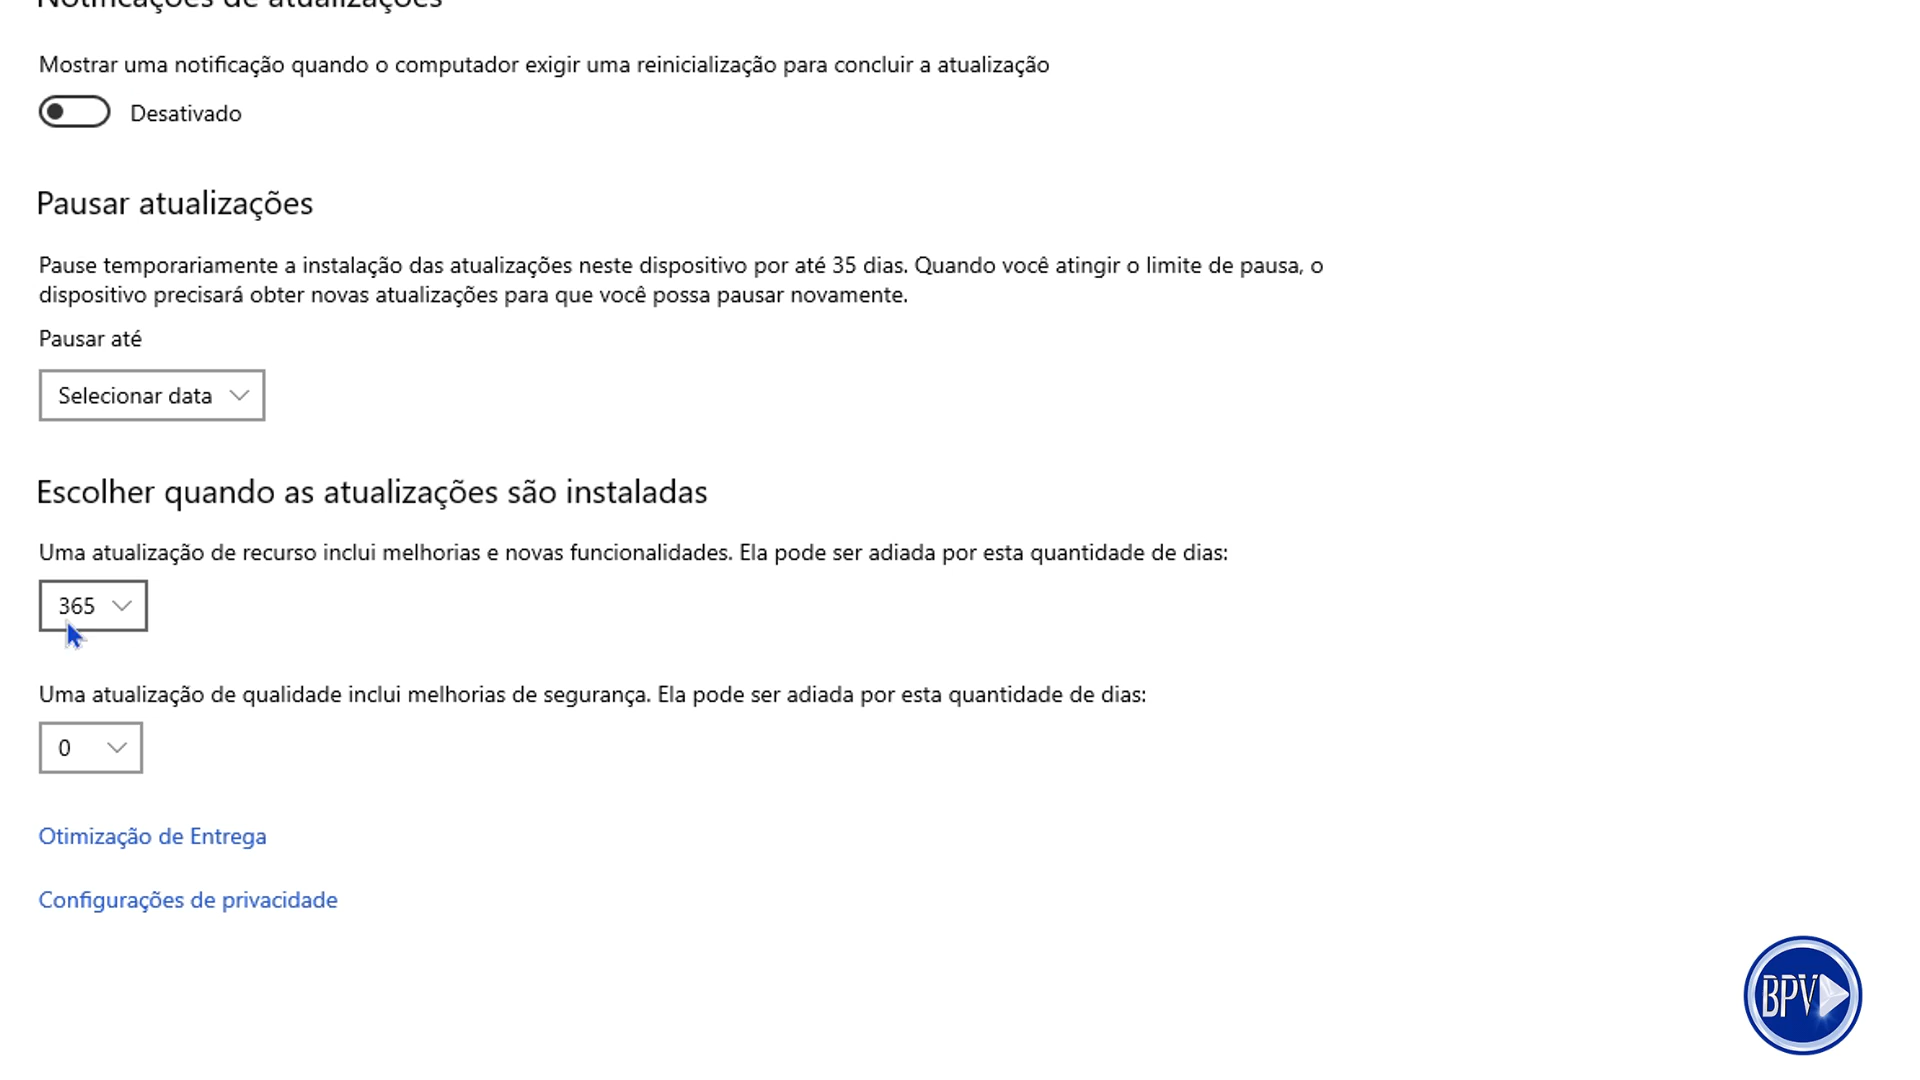 Notificações de atualizações
Mostrar uma notificação quando o computador exigir uma reinicialização para concluir a atualização
Desativado
Pausar atualizações
Pause temporariamente a instalação das atualizações neste dispositivo por até 35 dias. Quando você atingir o limite de pausa, o
dispositivo precisará obter novas atualizações para que você possa pausar novamente.
Pausar até
Selecionar data
Escolher quando as atualizações são instaladas
Uma atualização de recurso inclui melhorias e novas funcionalidades. Ela pode ser adiada por esta quantidade de dias:
365
Uma atualização de qualidade inclui melhorias de segurança. Ela pode ser adiada por esta quantidade de dias:
0
Otimização de Entrega
Configurações de privacidade
BPV